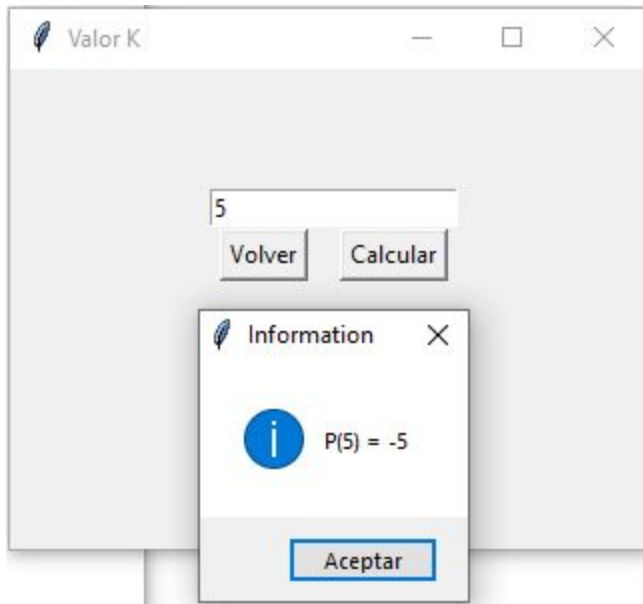 Valor K
5
Volver Calcular
Information
i P(5) = -5
Aceptar